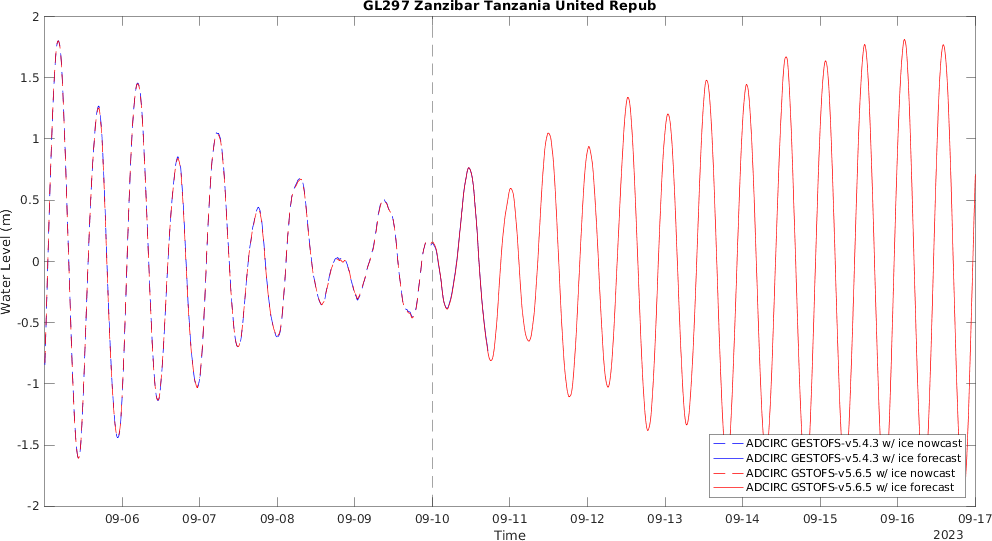 GL297 Zanzibar Tanzania United Repub
2
1.5
1
0.5
0
-0.5
-1
-1.5
-2
Water Level (m)
ADCIRC GESTOFS-v5.4.3 w/ ice nowcast
ADCIRC GESTOFS-v5.4.3 w/ ice forecast
ADCIRC GSTOFS-v5.6.5 w/ ice nowcast
ADCIRC GSTOFS-v5.6.5 w/ ice forecast
09-06 09-07 09-08 09-09 09-10 09-11 09-12 09-13 09-14 09-15 09-16 09-17
Time
2023